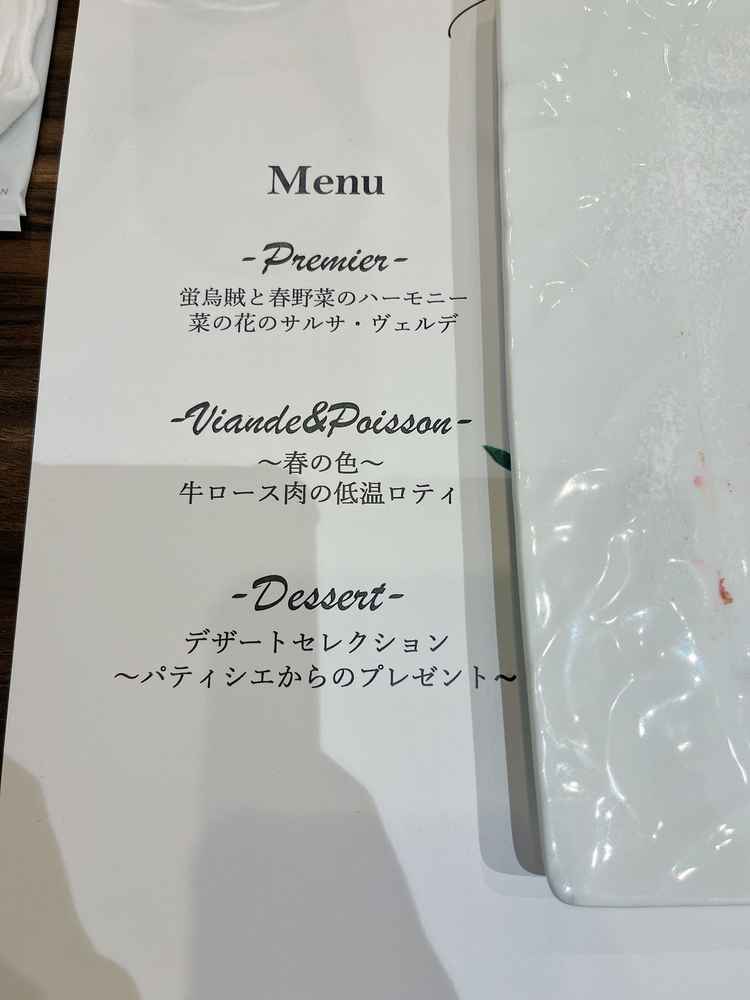 Menu
-Premier-
蛍烏賊と春野菜のハーモニー
菜の花のサルサ・ヴェルデ
-Viande&Poisson-
～春の色～
牛ロース肉の低温ロティ
-Dessert-
デザートセレクション
～パティシエからのプレゼント～